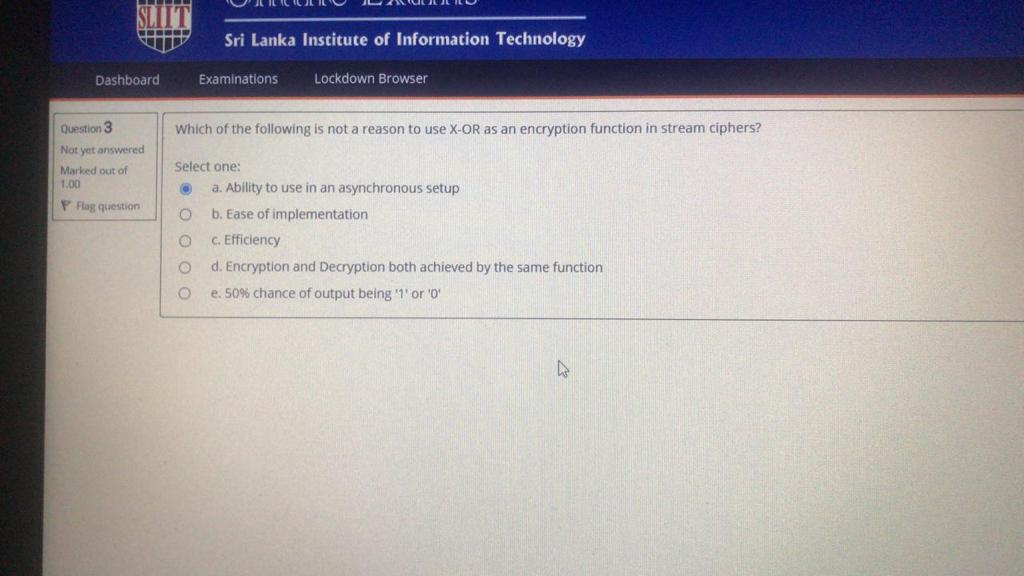 SLIIT
Sri Lanka Institute of Information Technology
Dashboard Examinations Lockdown Browser
Question 3
Not yet answered
Marked out of
1.00
Flag question
Which of the following is not a reason to use X-OR as an encryption function in stream ciphers?
Select one:
a. Ability to use in an asynchronous setup
b. Ease of implementation
c. Efficiency
d. Encryption and Decryption both achieved by the same function
e. 50% chance of output being '1' or '0'